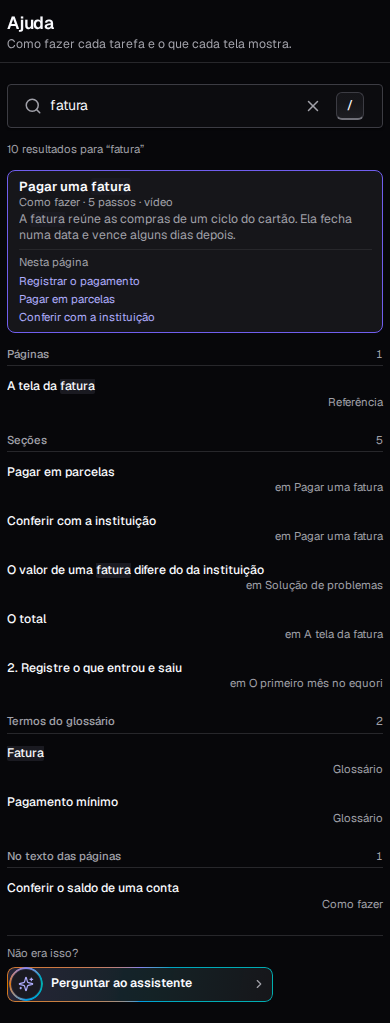 Ajuda
Como fazer cada tarefa e o que cada tela mostra.
fatura
/
10 resultados para “fatura”
Pagar uma fatura
Como fazer · 5 passos · vídeo
A fatura reúne as compras de um ciclo do cartão. Ela fecha
numa data e vence alguns dias depois.
Nesta página
Registrar o pagamento
Pagar em parcelas
Conferir com a instituição
Páginas 1
A tela da fatura
Referência
Seções 5
Pagar em parcelas
em Pagar uma fatura
Conferir com a instituição
em Pagar uma fatura
O valor de uma fatura difere do da instituição
em Solução de problemas
O total
em A tela da fatura
2. Registre o que entrou e saiu
em O primeiro mês no equori
Termos do glossário 2
Fatura
Glossário
Pagamento mínimo
Glossário
No texto das páginas 1
Conferir o saldo de uma conta
Como fazer
Não era isso?
Perguntar ao assistente